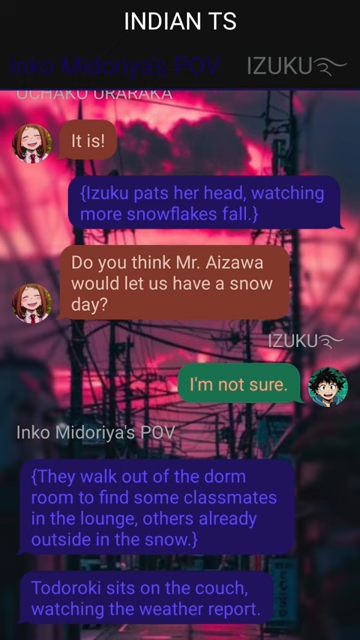 INDIAN TS
Inko Midoriya's POV
IZUKU
OCHAKO URARAKA
It is!
{Izuku pats her head, watching
more snowflakes fall.}
Do you think Mr. Aizawa
would let us have a snow
day?
IZUKU
I'm not sure.
Inko Midoriya's POV
{They walk out of the dorm
room to find some classmates
in the lounge, others already
outside in the snow.}
Todoroki sits on the couch,
watching the weather report.